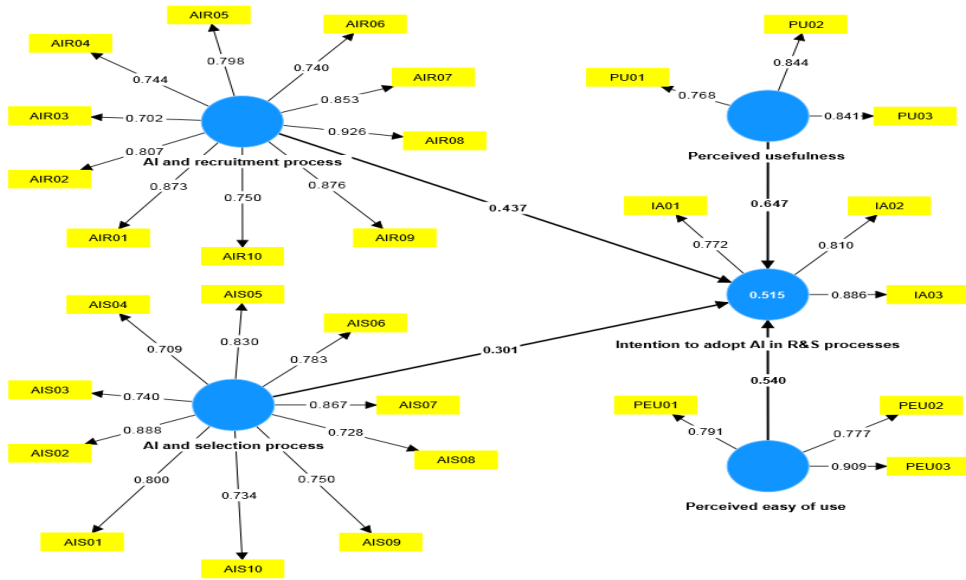 AIR05
AIR04
AIR06
0.798
0.744
0.740
AIR07
0.853
AIR03
0.702
0.926
AIR08
0.807
AI and recruitment process
AIR02
0.873
0.750
0.876
AIR01
AIR09
AIR10
PU02
PU01
0.844
0.768
0.841
PU03
Perceived usefulness
0.437
0.647
IA01
IA02
0.772
0.810
0.515
0.886
IA03
Intention to adopt AI in R&S processes
AIS05
AIS04
AIS06
0.830
0.709
0.783
0.301
AIS03
0.740
0.867
AIS07
0.888
0.728
AI and selection process
AIS02
AIS08
0.800
0.734
0.750
AIS01
AIS09
AIS10
0.540
PEU01
PEU02
0.791
0.777
0.909
PEU03
Perceived easy of use